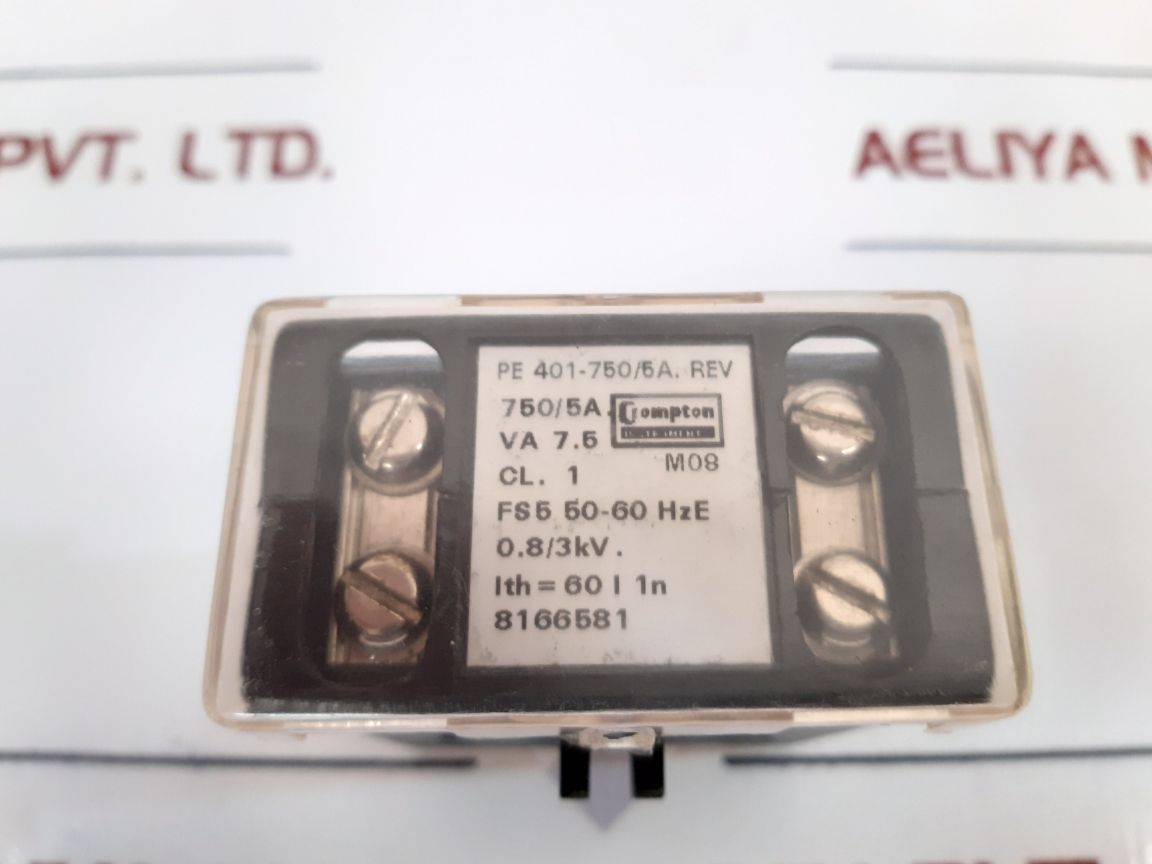 PVT. LTD.
AELIYA M
PE 401-750/5A. REV
750/5A
Crompton
INSTRUMENT
VA 7.5
M08
CL. 1
FS5 50-60 HzE
0.8/3kV.
Ith = 60 I 1n
8166581